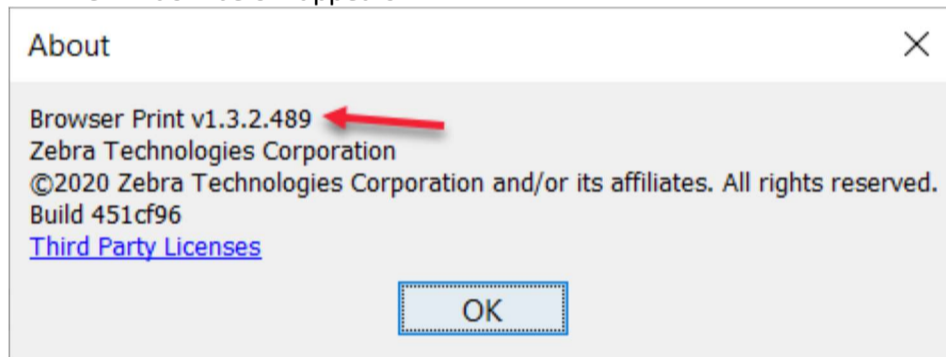 About
Browser Print v1.3.2.489
Zebra Technologies Corporation
©2020 Zebra Technologies Corporation and/or its affiliates. All rights reserved.
Build 451cf96
Third Party Licenses
OK